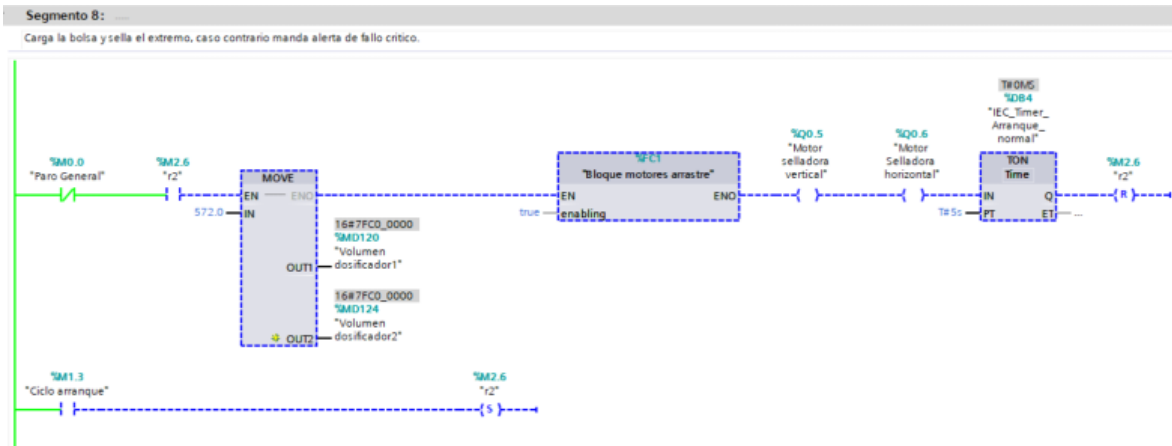 Segmento 8: ....
Carga la bolsa y sella el extremo, caso contrario manda alerta de fallo critico.
%M0.0
"Paro General"
%M2.6
"r2"
MOVE
EN
ENO
572.0
IN
OUT1
16#7FC0_0000
%MD120
"Volumen
dosificador1"
OUT2
16#7FC0_0000
%MD124
"Volumen
dosificador2"
%FC1
"Bloque motores arrastre"
EN
ENO
true
enabling
%Q0.5
"Motor
selladora
vertical"
%Q0.6
"Motor
Selladora
horizontal"
T#0MS
%DB4
"IEC_Timer_
Arranque_
normal"
TON
Time
IN
Q
T#5s
PT
ET
...
%M2.6
"r2"
R
%M1.3
"Ciclo arranque"
%M2.6
"r2"
S